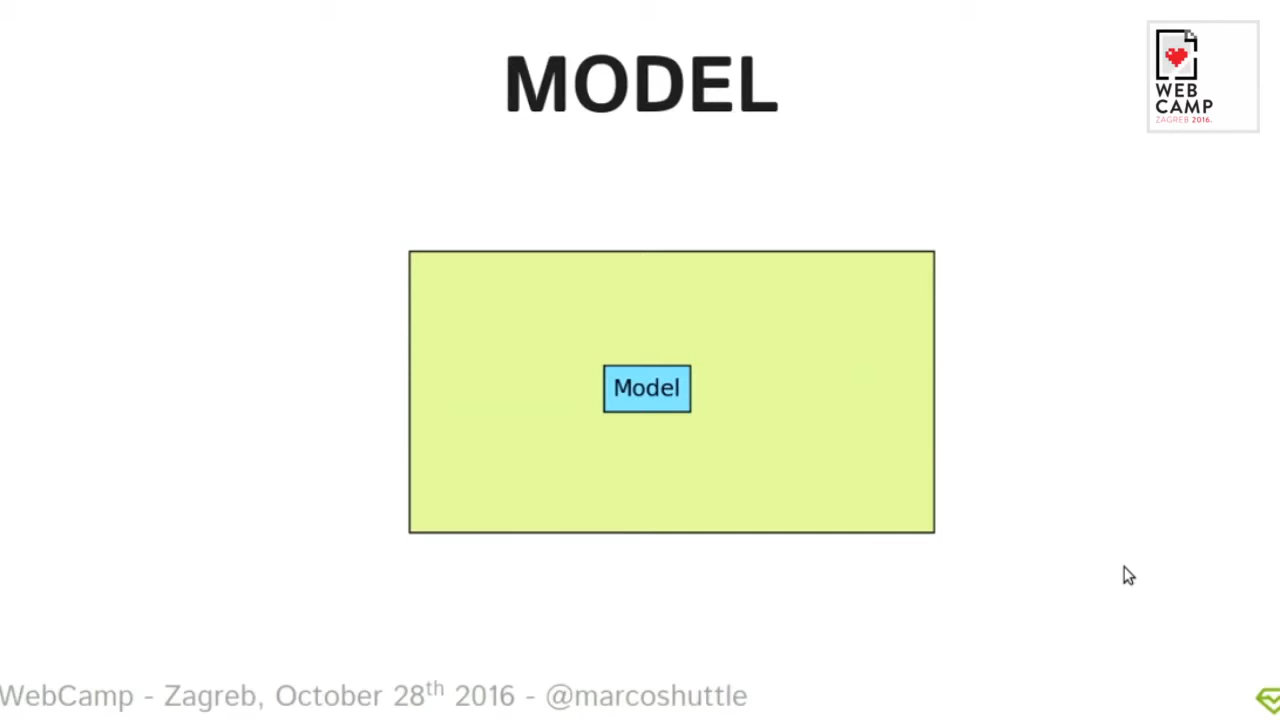 MODEL
WEB
CAMP
ZAGREB 2016.
Model
WebCamp - Zagreb, October 28th 2016 - @marcoshuttle